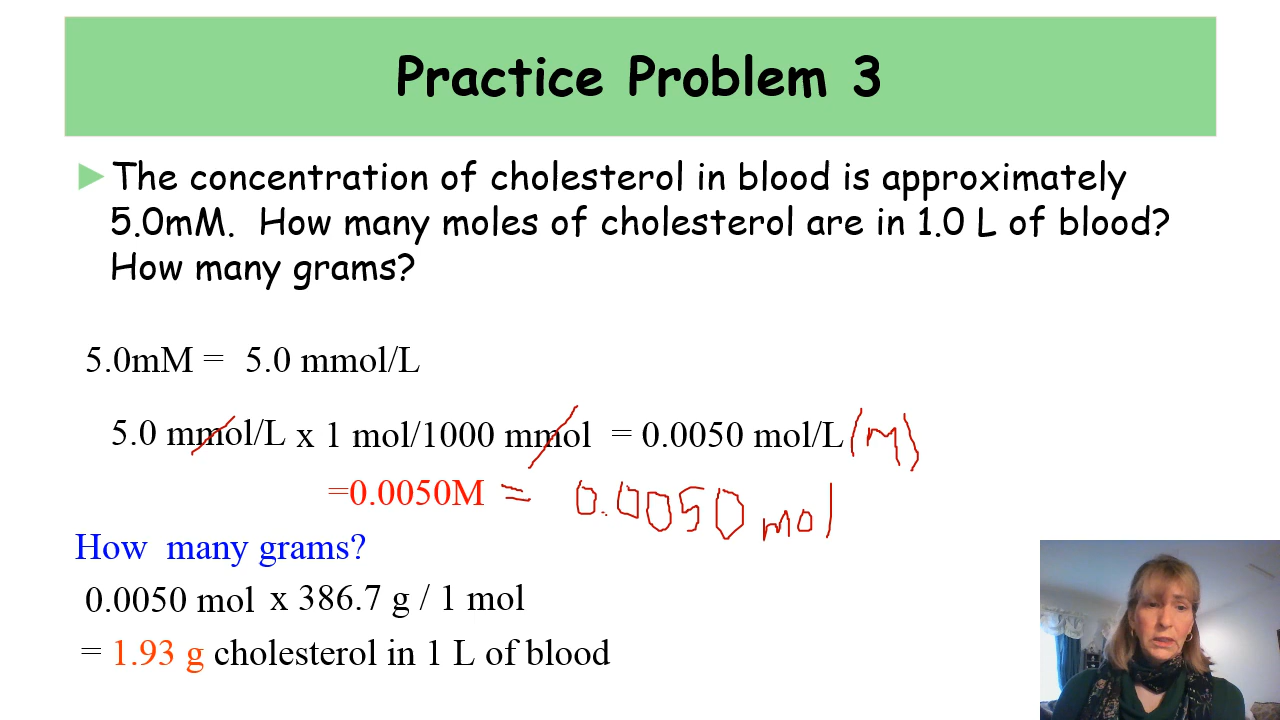 Practice Problem 3
The concentration of cholesterol in blood is approximately
5.0mM. How many moles of cholesterol are in 1.0 L of blood?
How many grams?
5.0mM = 5.0 mmol/L
5.0 mmol/L x 1 mol/1000 mmol = 0.0050 mol/L (M)
=0.0050M = 0.0050 mol
How many grams?
0.0050 mol x 386.7 g / 1 mol
= 1.93 g cholesterol in 1 L of blood